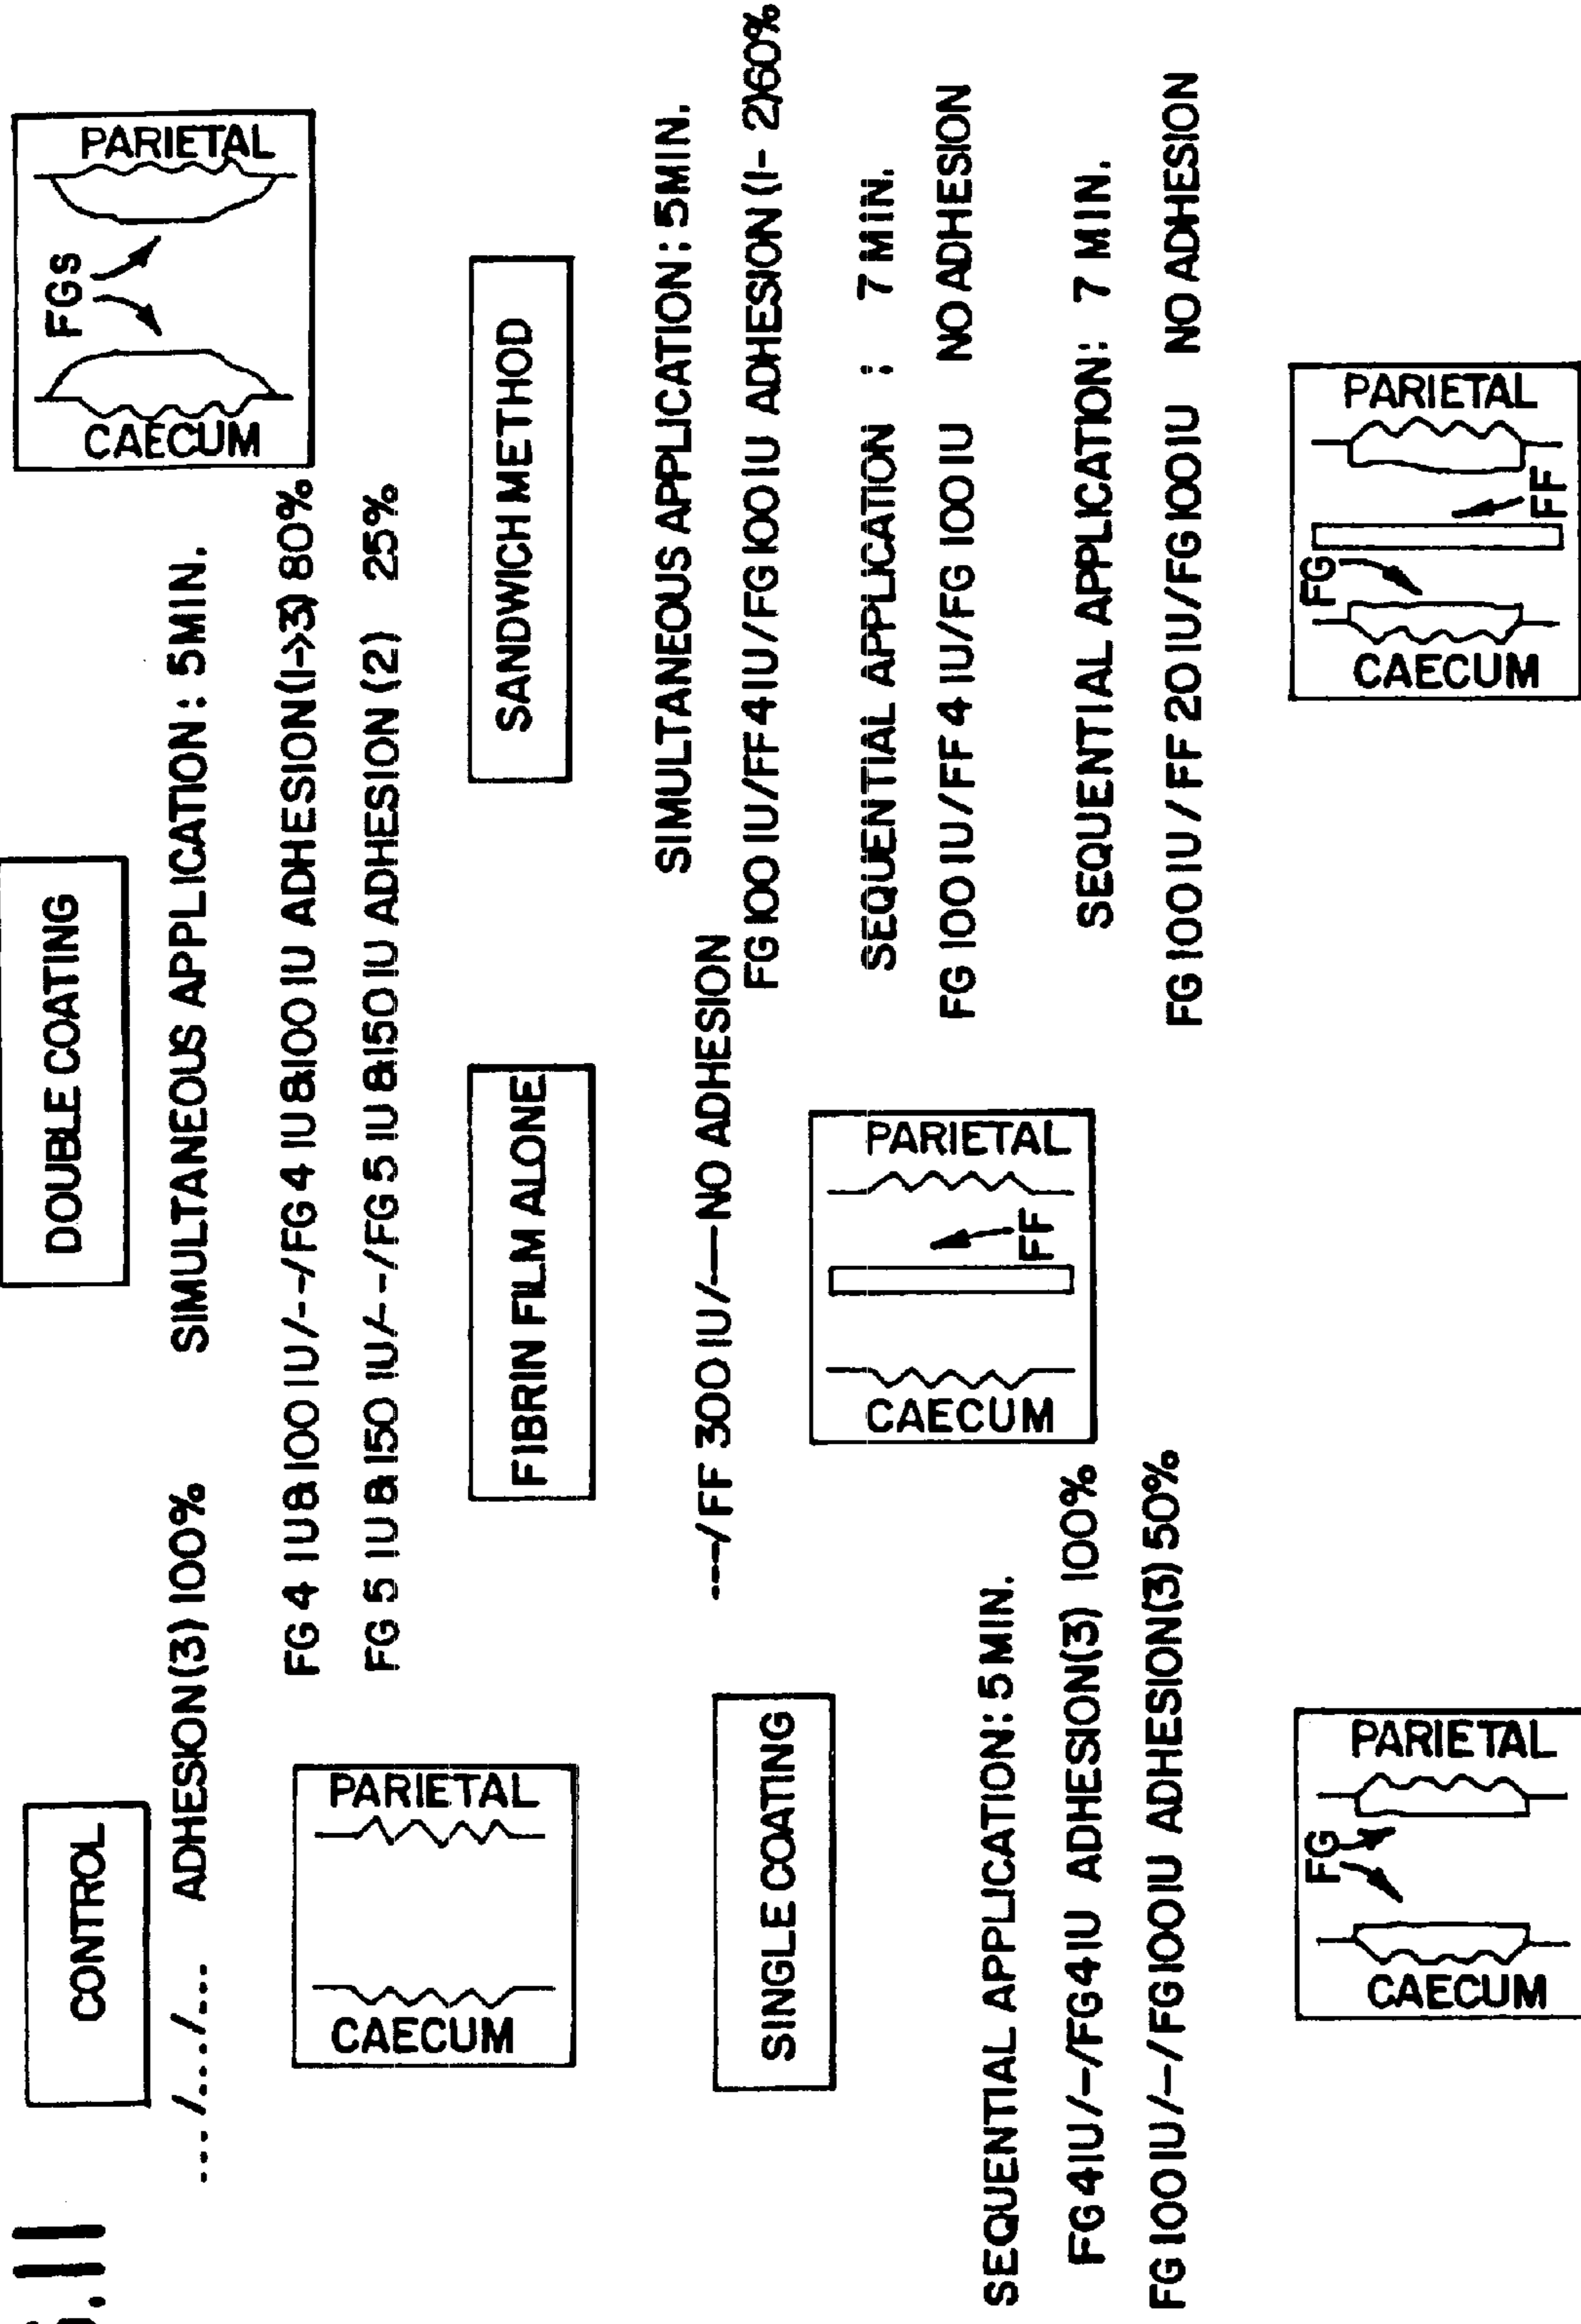 .11
CONTROL
---/---/--- ADHESION(3) 100%
PARIETAL
CAECUM
DOUBLE COATING
SIMULTANEOUS APPLICATION: 5 MIN.
FG 4 IU & 100 IU/--/FG 4 IU & 100 IU ADHESION (1->3) 80%
FG 5 IU & 150 IU/--/FG 5 IU & 150 IU ADHESION (2) 25%
FGS
PARIETAL
CAECUM
SINGLE COATING
SEQUENTIAL APPLICATION: 5 MIN.
FG 4 IU/-/FG 4 IU ADHESION(3) 100%
FG 100 IU/-/FG 100 IU ADHESION(3) 50%
FG
PARIETAL
CAECUM
FIBRIN FILM ALONE
---/FF 300 IU/---NO ADHESION
PARIETAL
FF
CAECUM
SANDWICH METHOD
SIMULTANEOUS APPLICATION: 5 MIN.
FG 100 IU/FF 4 IU/FG 100 IU ADHESION (1- 2)60%
SEQUENTIAL APPLICATION : 7 MIN.
FG 100 IU/FF 4 IU/FG 100 IU NO ADHESION
SEQUENTIAL APPLICATION: 7 MIN.
FG 100 IU/FF 20 IU/FG 100 IU NO ADHESION
FG
PARIETAL
FF
CAECUM